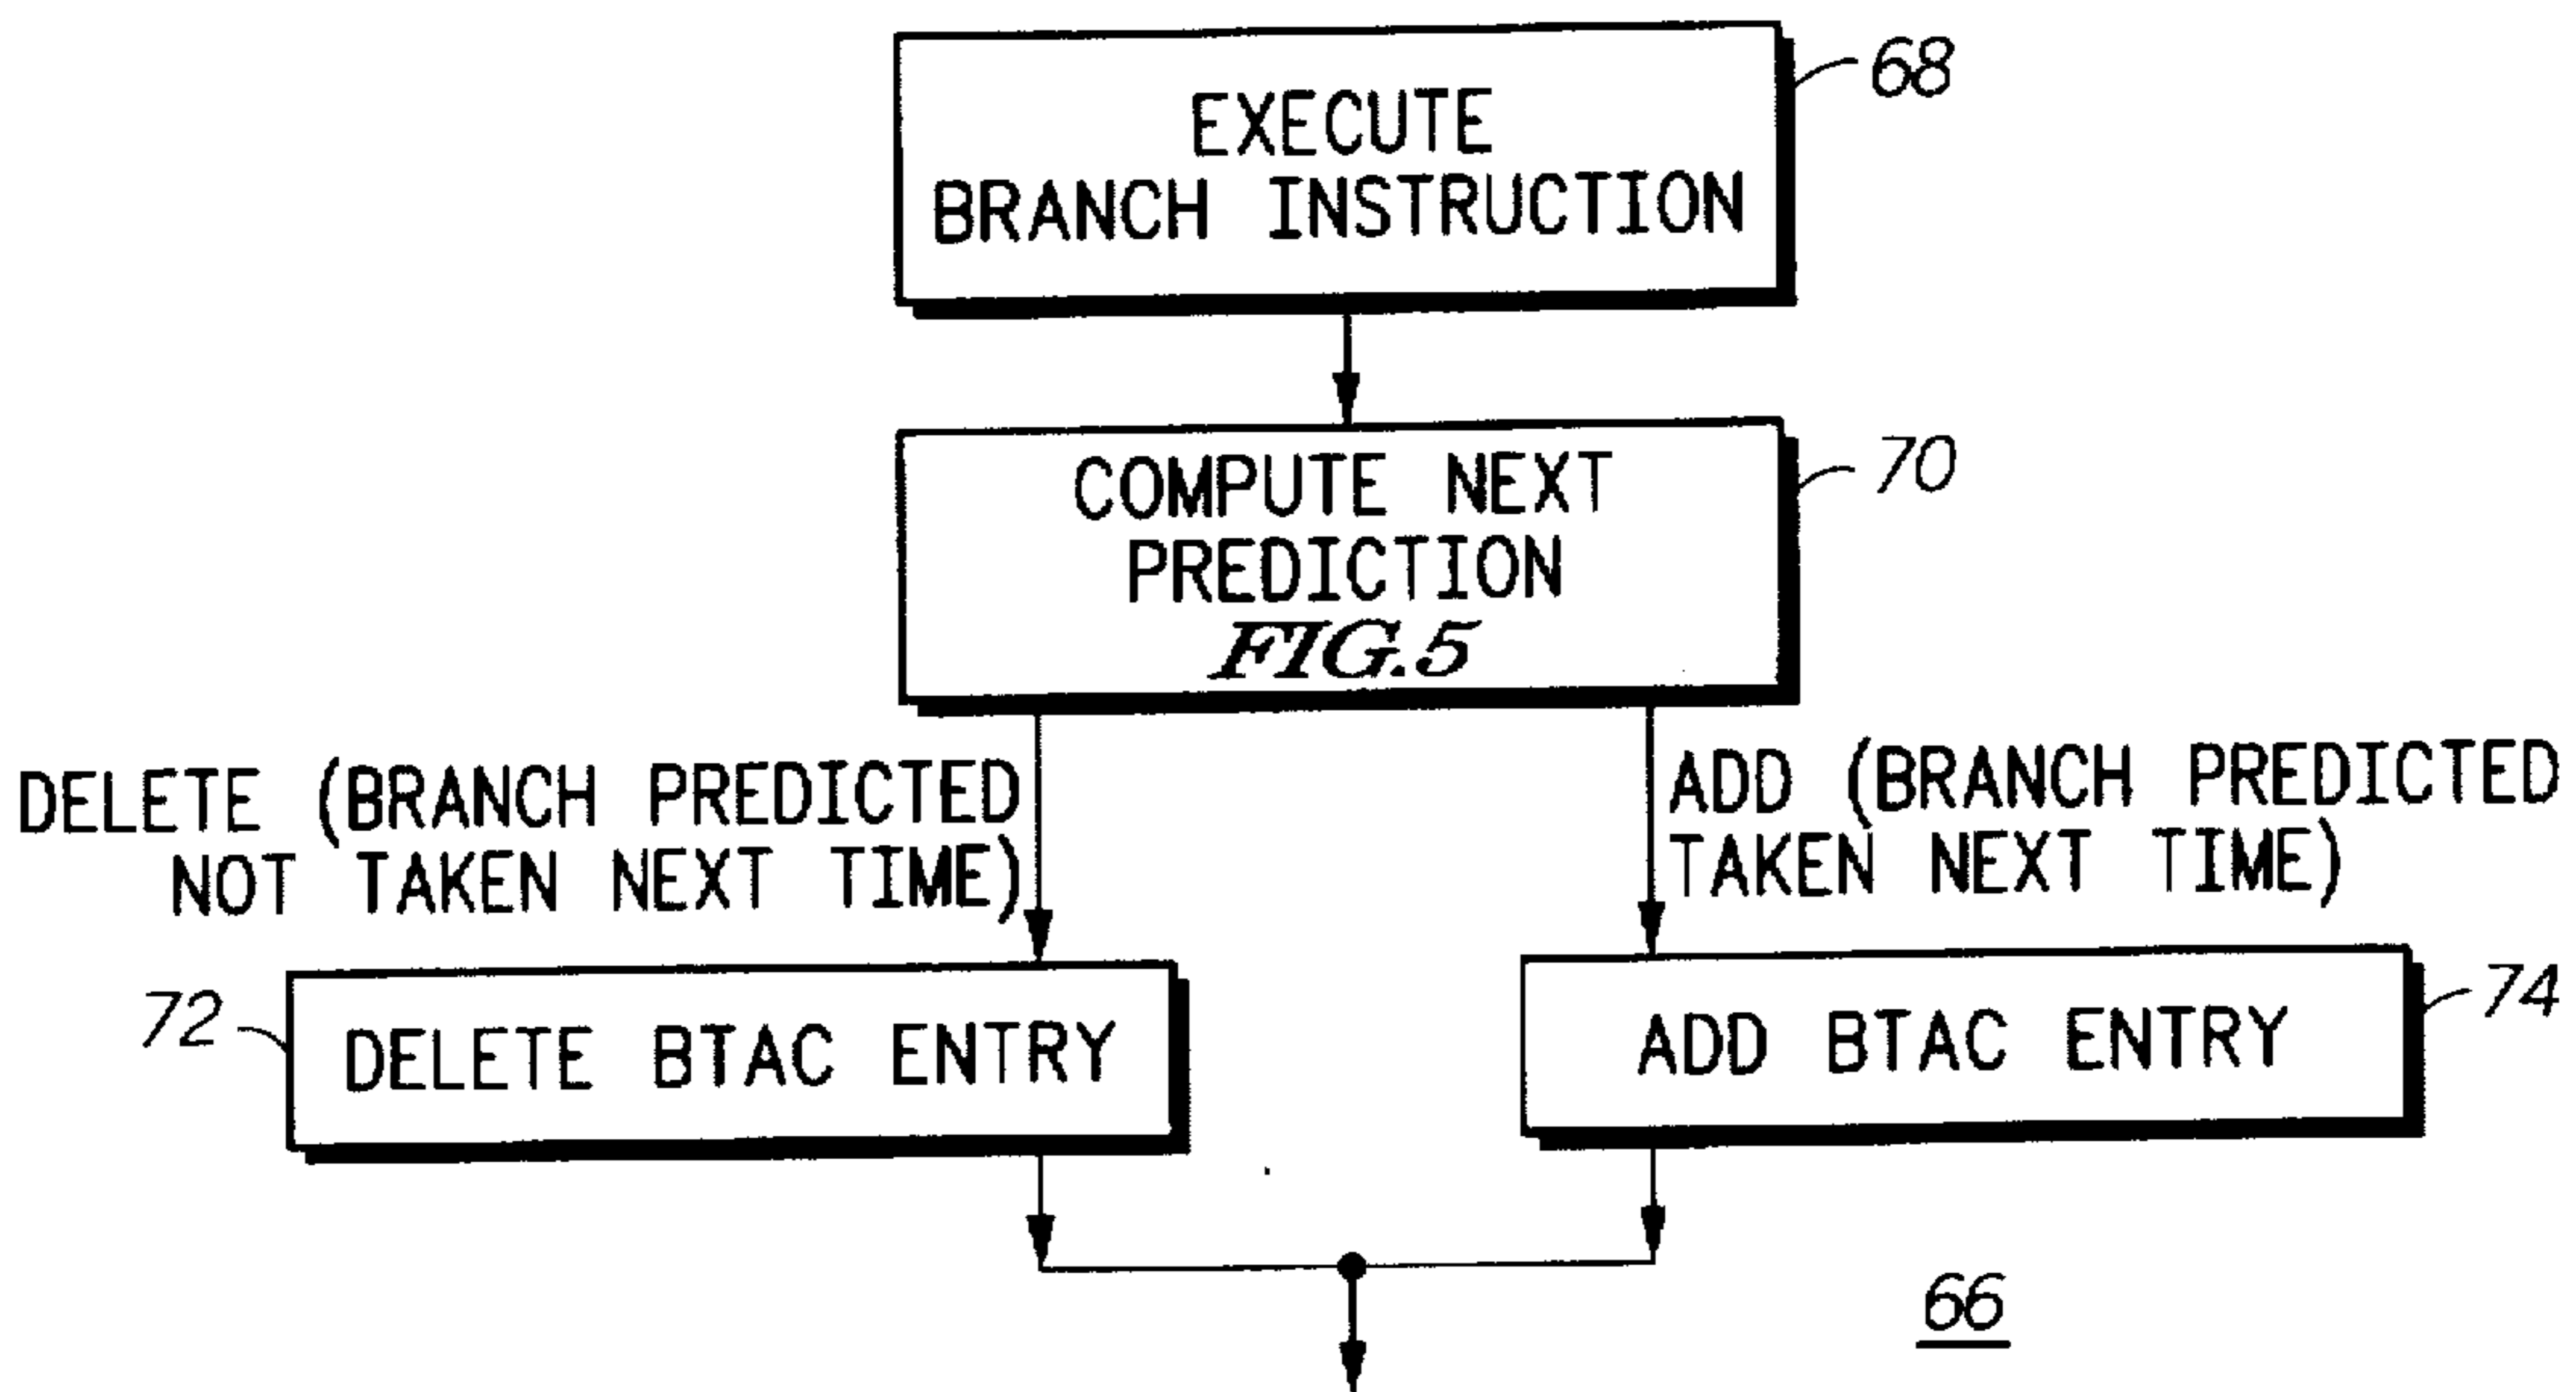 EXECUTE
BRANCH INSTRUCTION
68
COMPUTE NEXT
PREDICTION
FIG.5
70
DELETE (BRANCH PREDICTED
NOT TAKEN NEXT TIME)
ADD (BRANCH PREDICTED
TAKEN NEXT TIME)
72
DELETE BTAC ENTRY
ADD BTAC ENTRY
74
66